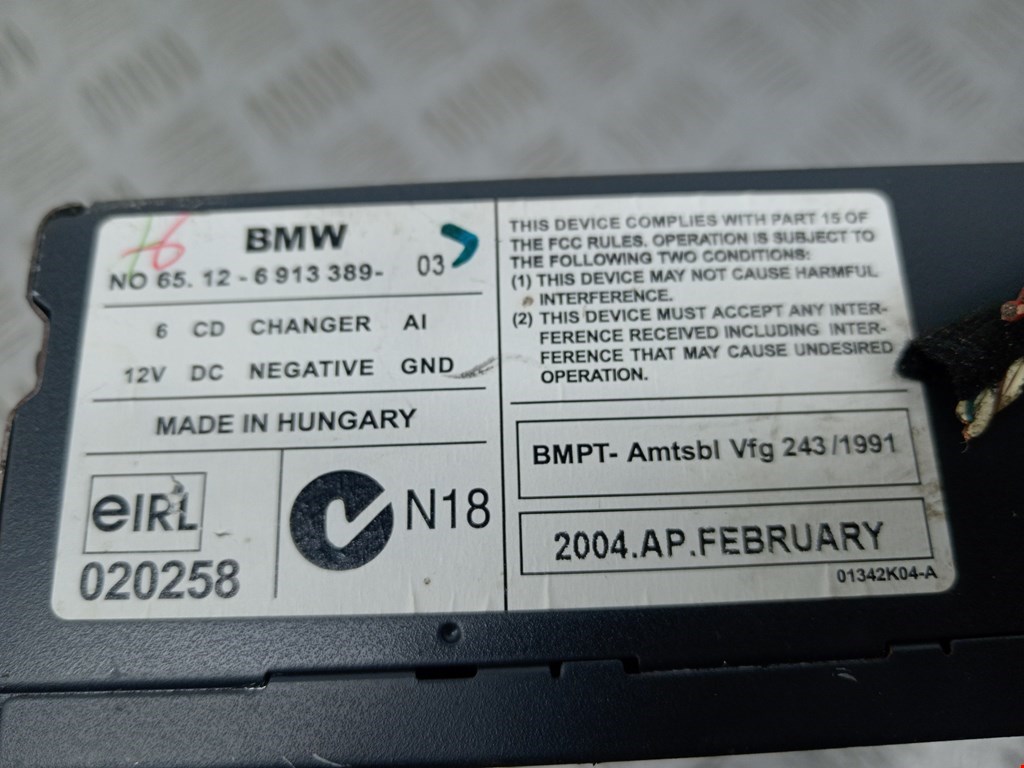 H6
BMW
NO 65. 12 - 6 913 389- 03
6 CD CHANGER AI
12V DC NEGATIVE GND
MADE IN HUNGARY
eIRL
020258
N18
THIS DEVICE COMPLIES WITH PART 15 OF
THE FCC RULES. OPERATION IS SUBJECT TO
THE FOLLOWING TWO CONDITIONS:
(1) THIS DEVICE MAY NOT CAUSE HARMFUL
INTERFERENCE.
(2) THIS DEVICE MUST ACCEPT ANY INTER-
FERENCE RECEIVED INCLUDING INTER-
FERENCE THAT MAY CAUSE UNDESIRED
OPERATION.
BMPT- Amtsbl Vfg 243/1991
2004.AP.FEBRUARY
01342K04-A